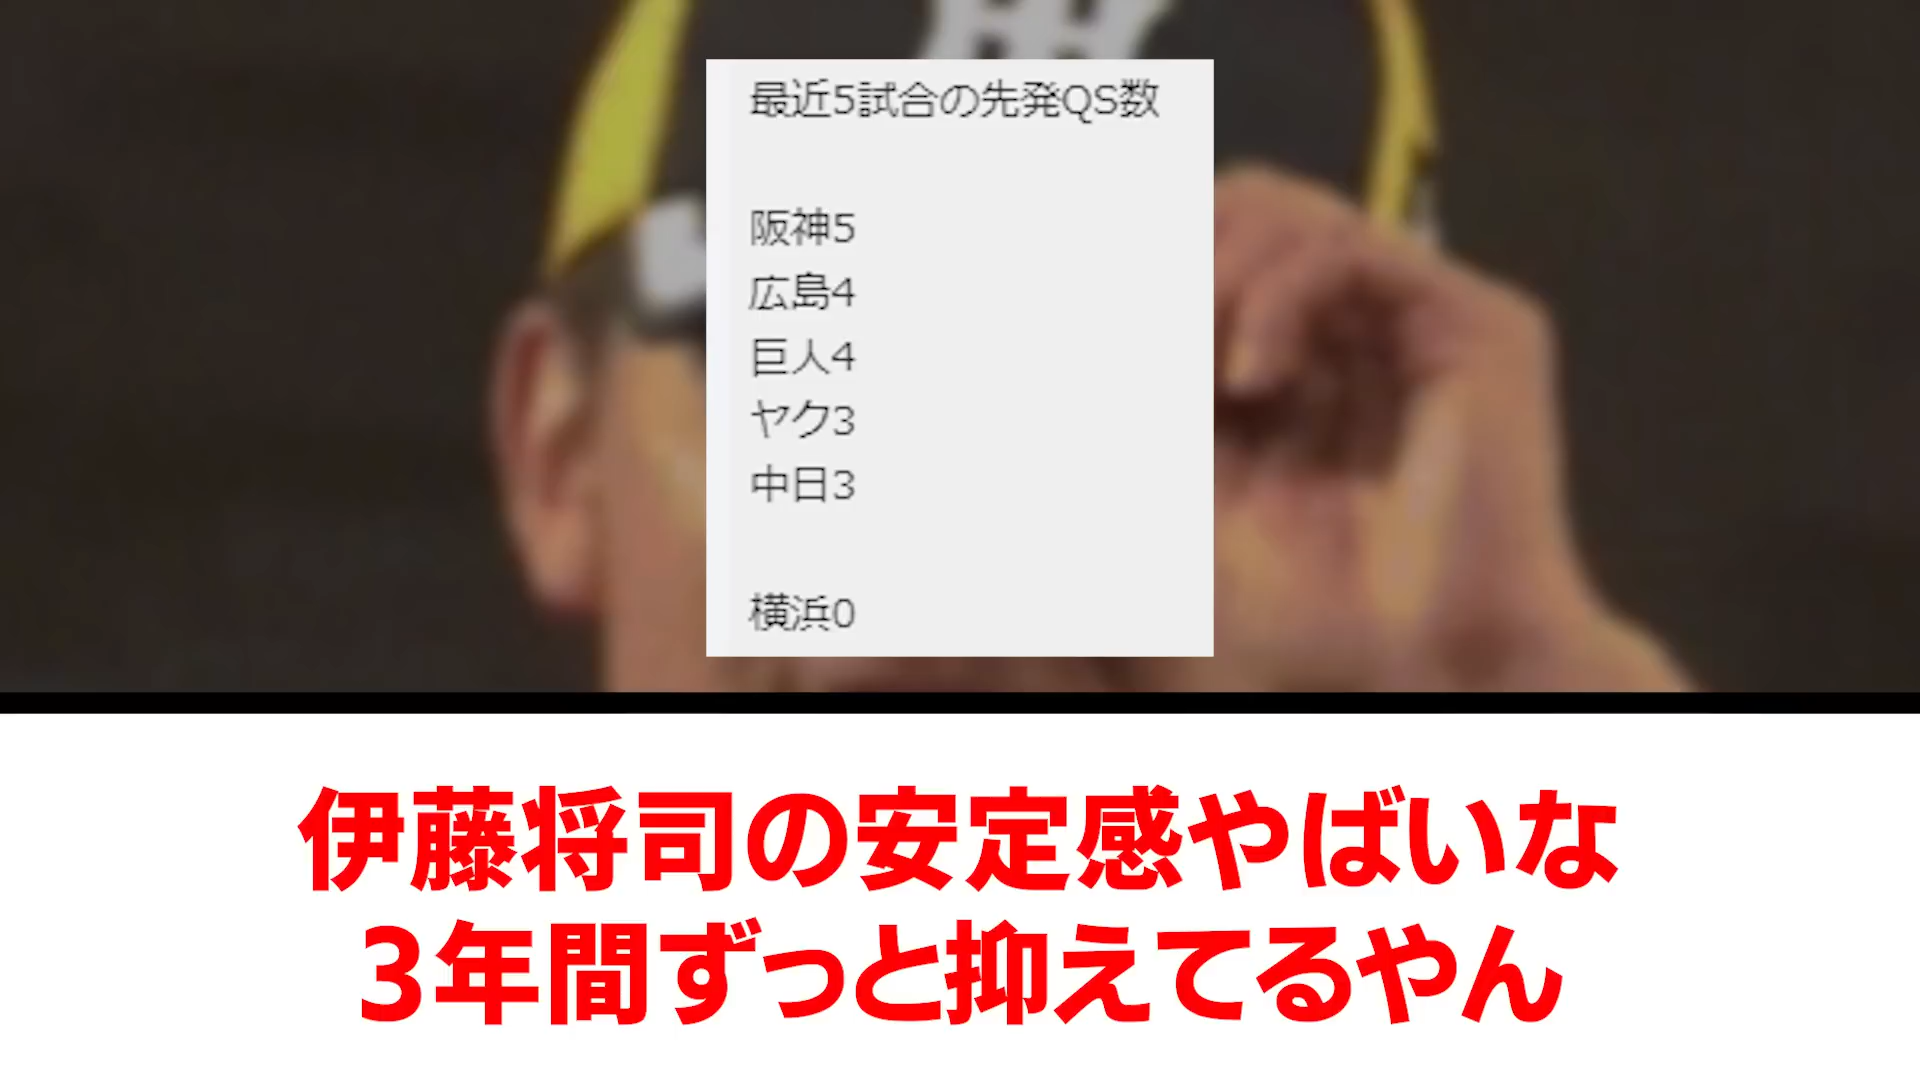 最近5試合の先発QS数
阪神5
広島4
巨人4
ヤク3
中日3
横浜0
伊藤将司の安定感やばいな
3年間ずっと抑えてるやん